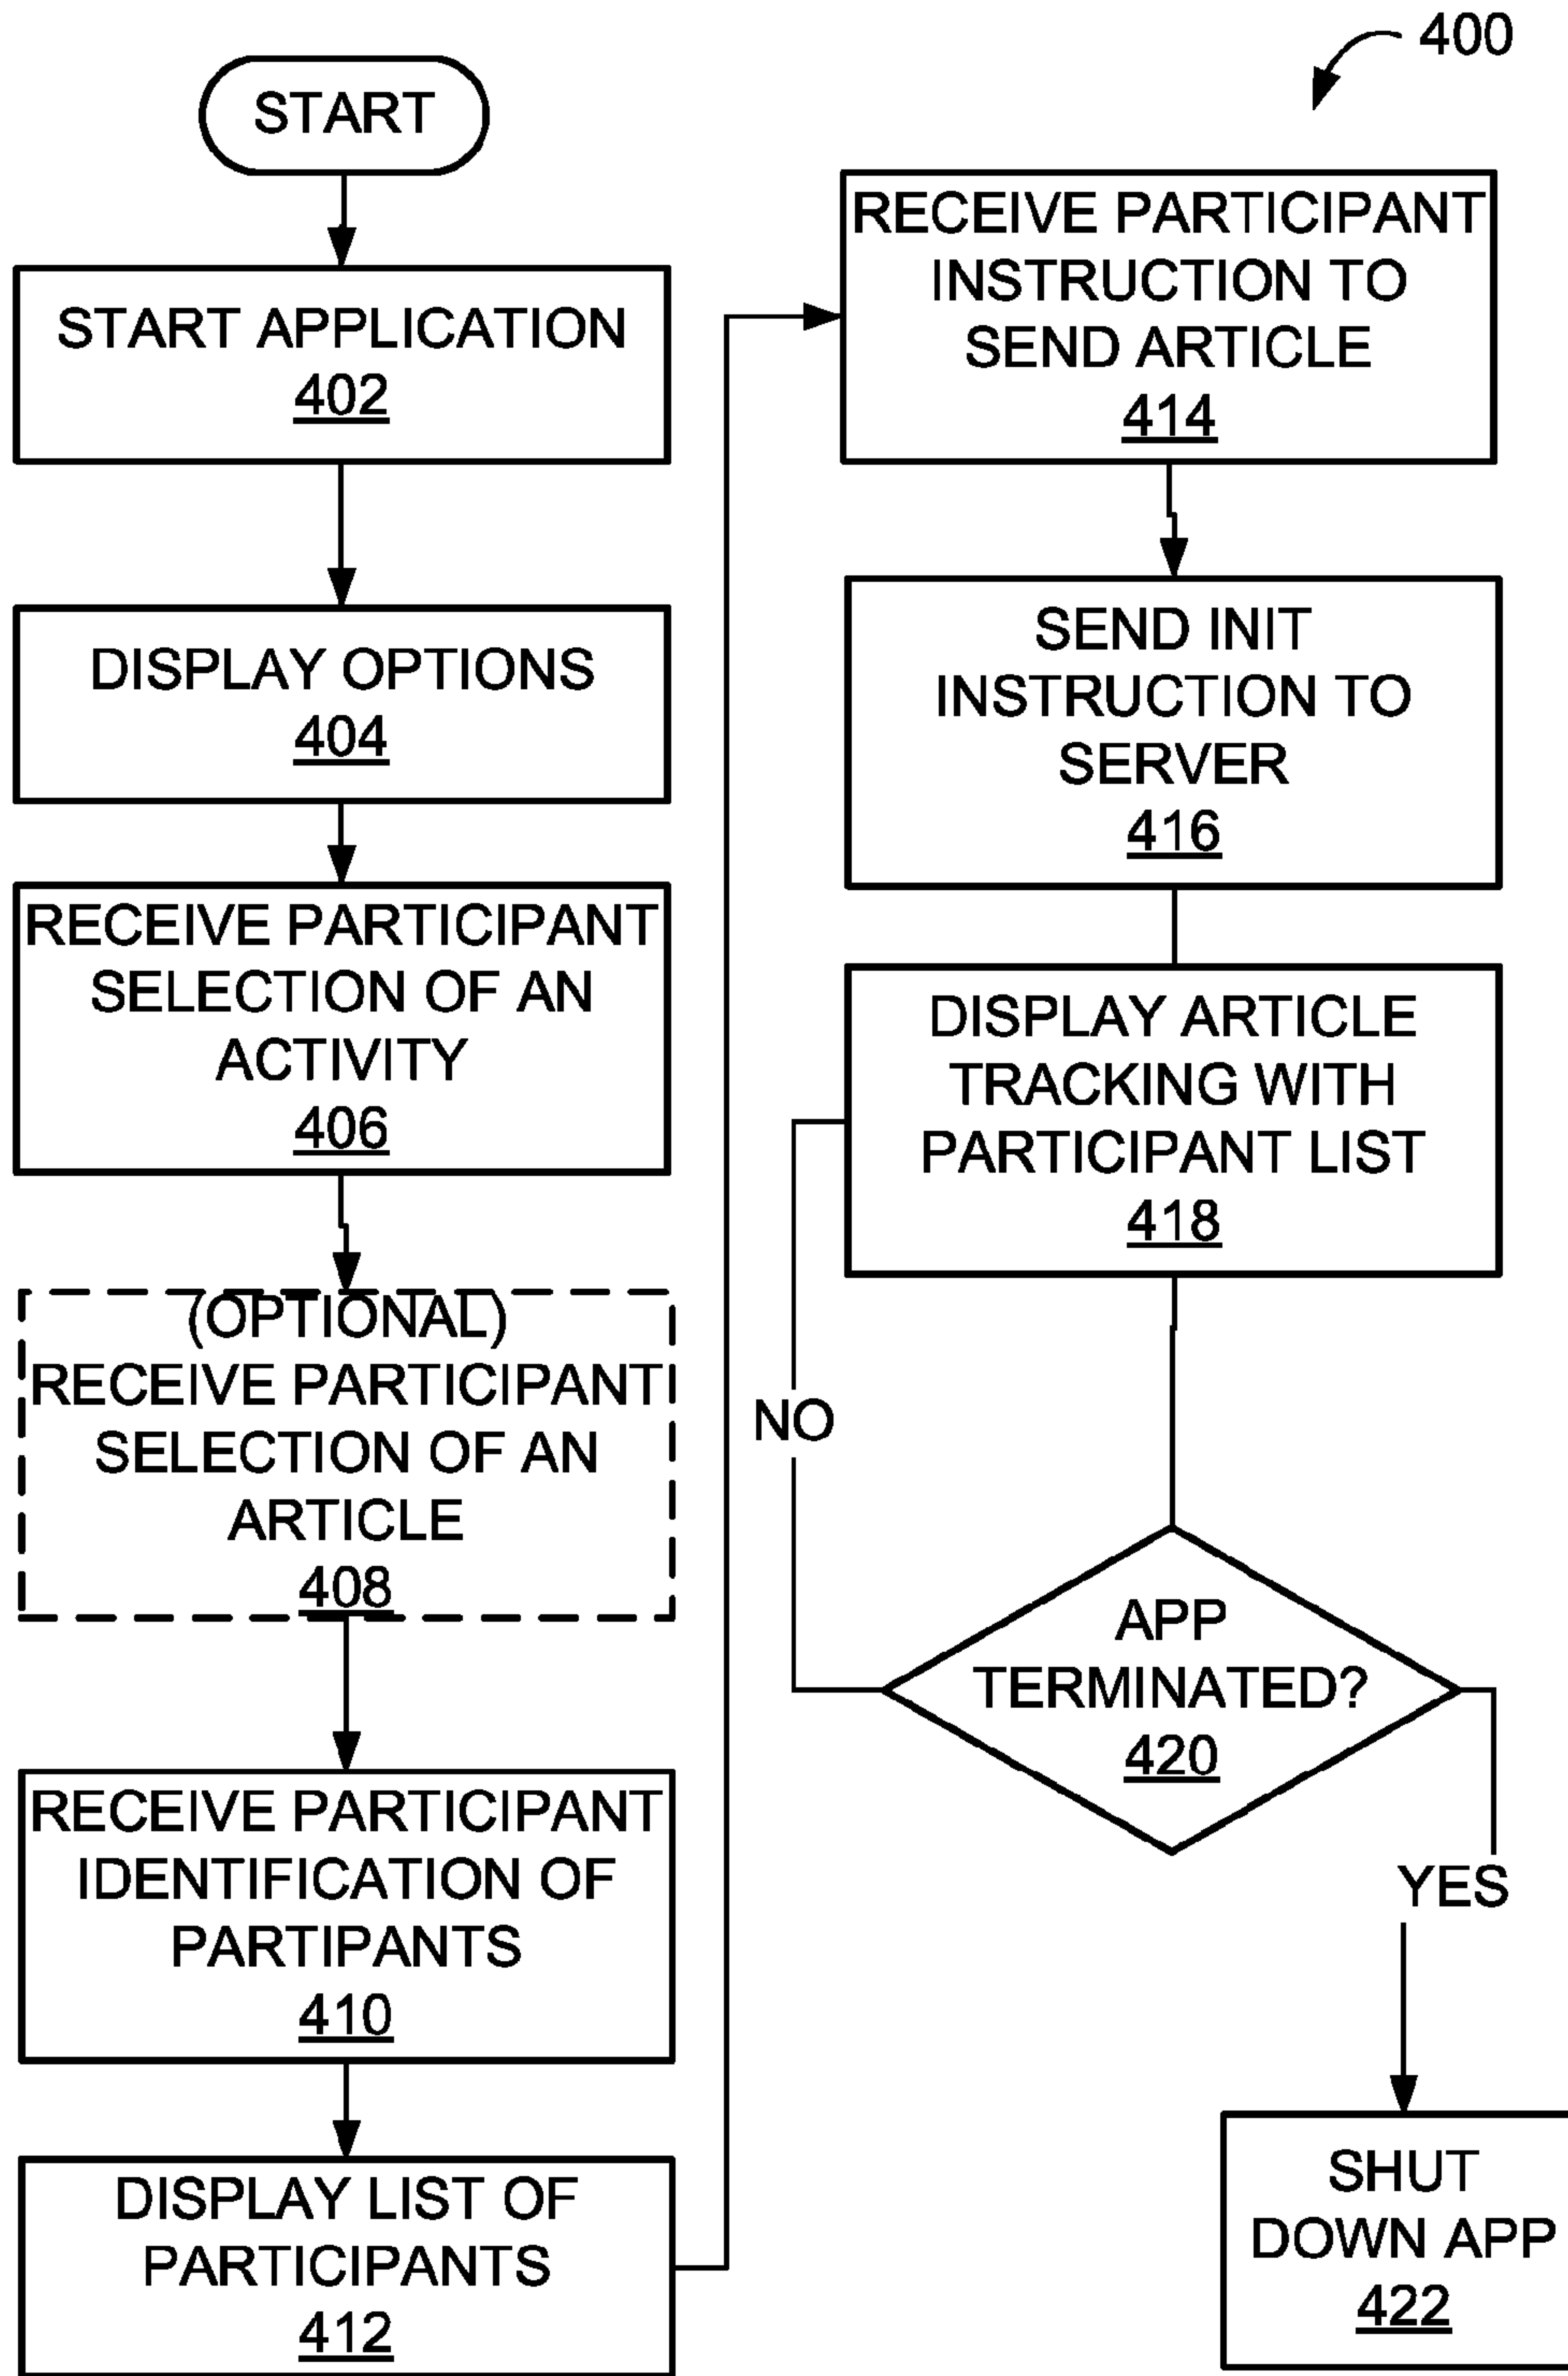 400
START
START APPLICATION
402
DISPLAY OPTIONS
404
RECEIVE PARTICIPANT
SELECTION OF AN
ACTIVITY
406
(OPTIONAL)
RECEIVE PARTICIPANT
SELECTION OF AN
ARTICLE
408
RECEIVE PARTICIPANT
IDENTIFICATION OF
PARTIPANTS
410
DISPLAY LIST OF
PARTICIPANTS
412
RECEIVE PARTICIPANT
INSTRUCTION TO
SEND ARTICLE
414
SEND INIT
INSTRUCTION TO
SERVER
416
DISPLAY ARTICLE
TRACKING WITH
PARTICIPANT LIST
418
NO
APP
TERMINATED?
420
YES
SHUT
DOWN APP
422